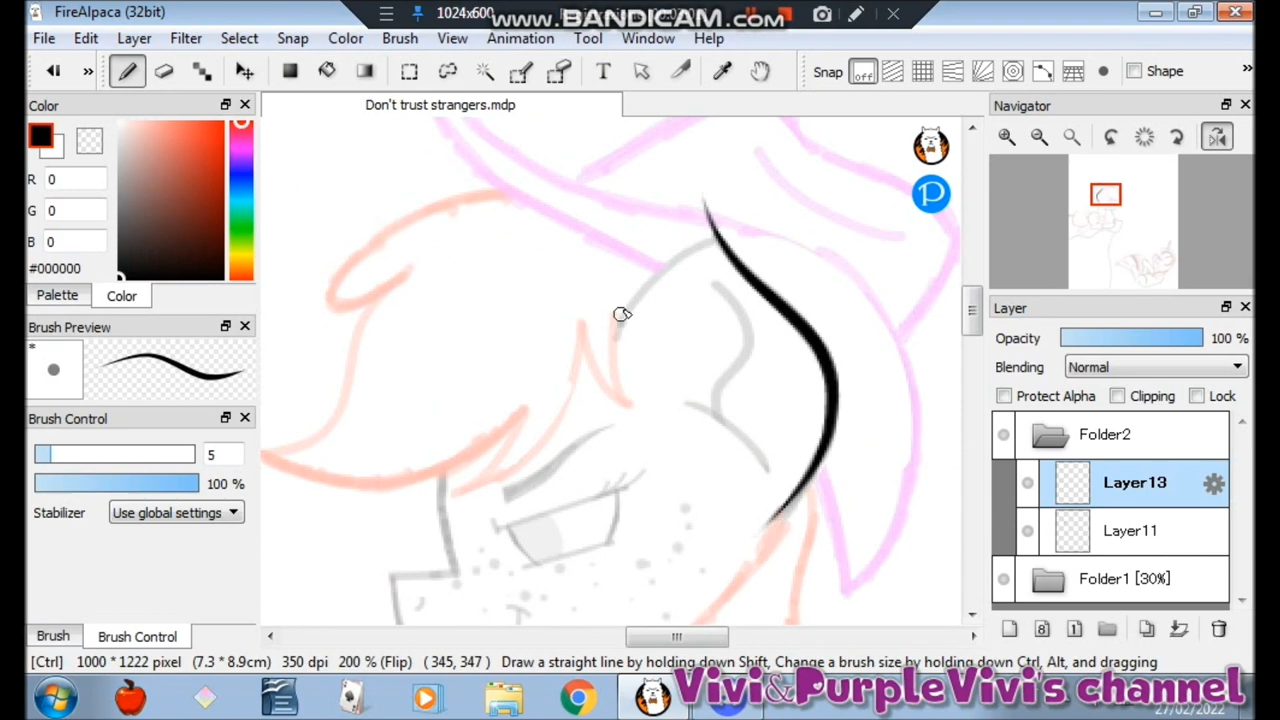 FireAlpaca (32bit)
1024x600
WWW.BANDICAM.COM
File Edit Layer Filter Select Snap Color Brush View Animation Tool Window Help
Snap off Shape
Color
Don't trust strangers.mdp
Navigator
R 0
G 0
B 0
#000000
Palette Color
Brush Preview
*
Brush Control
5
100 %
Stabilizer Use global settings
Brush Brush Control
P
Layer
Opacity 100 %
Blending Normal
Protect Alpha Clipping Lock
Folder2
Layer13
Layer11
Folder1 [30%]
8 1
[Ctrl] 1000 * 1222 pixel (7.3 * 8.9cm) 350 dpi 200 % (Flip) ( 345, 347 ) Draw a straight line by holding down Shift, Change a brush size by holding down Ctrl, Alt, and dragging
Vivi&PurpleVivi's channel
27/02/2022